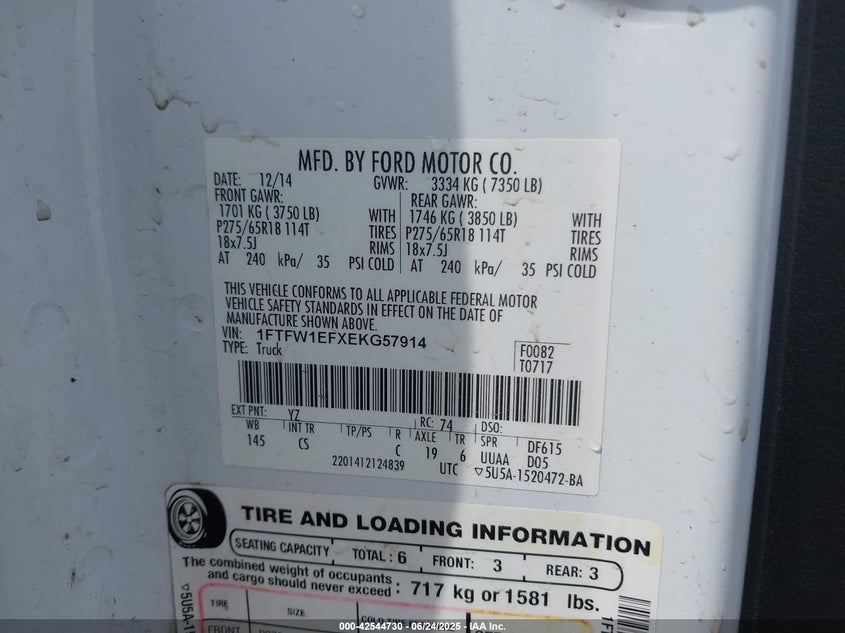 MFD. BY FORD MOTOR CO.
DATE: 12/14 GVWR: 3334 KG ( 7350 LB)
FRONT GAWR: REAR GAWR:
1701 KG ( 3750 LB) WITH 1746 KG ( 3850 LB) WITH
P275/65R18 114T TIRES P275/65R18 114T TIRES
18x7.5J RIMS 18x7.5J RIMS
AT 240 kPa/ 35 PSI COLD AT 240 kPa/ 35 PSI COLD
THIS VEHICLE CONFORMS TO ALL APPLICABLE FEDERAL MOTOR
VEHICLE SAFETY STANDARDS IN EFFECT ON THE DATE OF
MANUFACTURE SHOWN ABOVE.
VIN: 1FTFW1EFXEKG57914
TYPE: Truck
F0082
T0717
EXT PNT: YZ RC: 74 DSO:
WB INT TR TP/PS R AXLE TR SPR DF615
145 CS C 19 6 UUAA D05
2201412124839 UTC ▽5U5A-1520472-BA
TIRE AND LOADING INFORMATION
SEATING CAPACITY TOTAL : 6 FRONT: 3 REAR: 3
The combined weight of occupants
and cargo should never exceed : 717 kg or 1581 lbs.
TIRE SIZE
FRONT
▽5U5A-1
1F
000-42544730 - 06/24/2025 - IAA Inc.